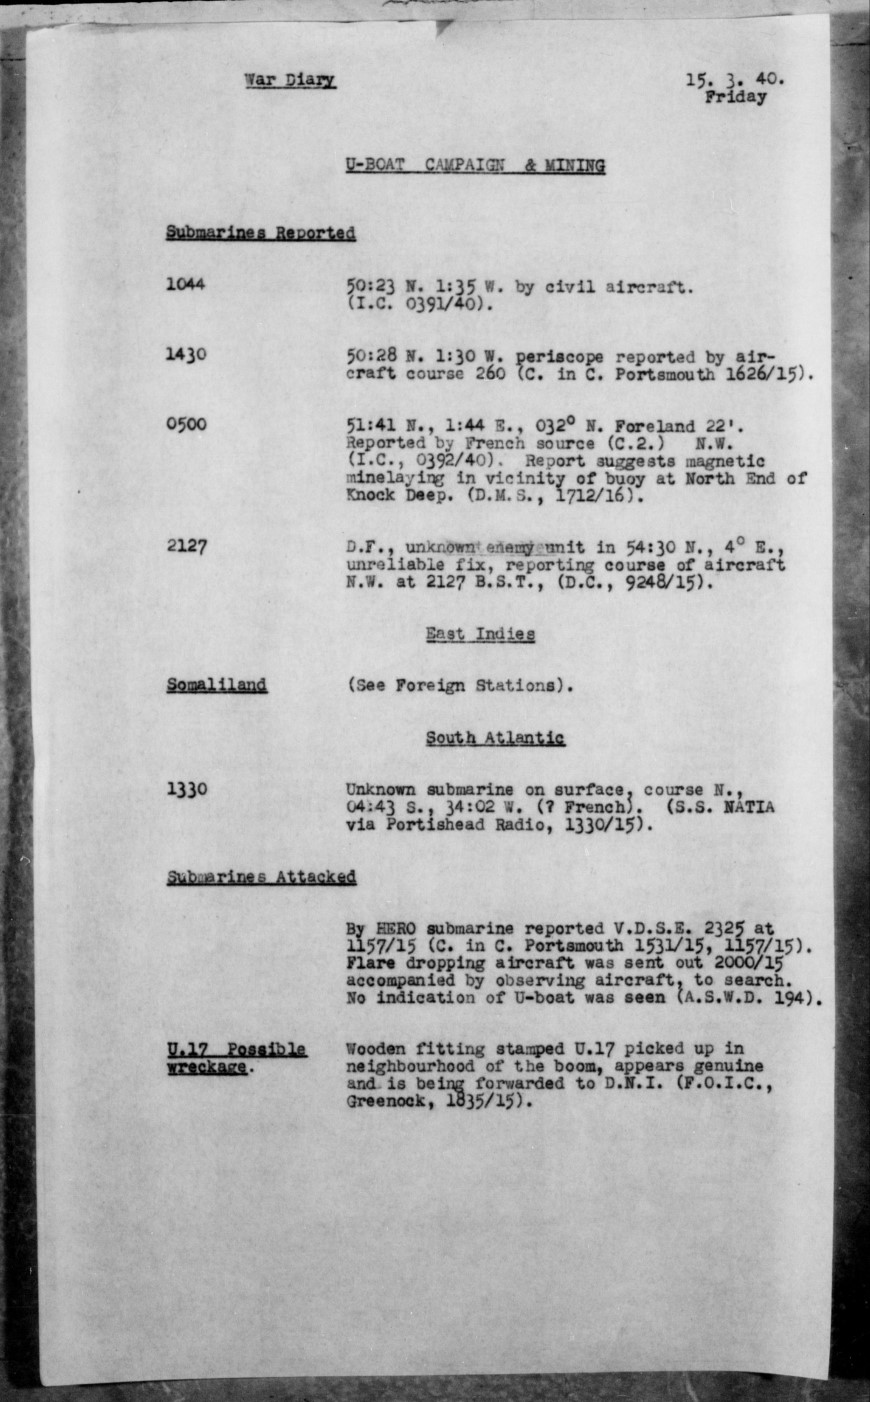 War Diary 15. 3. 40.
Friday
U-BOAT CAMPAIGN & MINING
Submarines Reported
1044 50:23 N. 1:35 W. by civil aircraft.
(I.C. 0391/40).
1430 50:28 N. 1:30 W. periscope reported by air-
craft course 260 (C. in C. Portsmouth 1626/15).
0500 51:41 N., 1:44 E., 032° N. Foreland 22'.
Reported by French source (C.2.) N.W.
(I.C., 0392/40). Report suggests magnetic
minelaying in vicinity of buoy at North End of
Knock Deep. (D.M.S., 1712/16).
2127 D.F., unknown enemy unit in 54:30 N., 4° E.,
unreliable fix, reporting course of aircraft
N.W. at 2127 B.S.T., (D.C., 9248/15).
East Indies
Somaliland (See Foreign Stations).
South Atlantic
1330 Unknown submarine on surface, course N.,
04:43 S., 34:02 W. (? French). (S.S. NATIA
via Portishead Radio, 1330/15).
Submarines Attacked
By HERO submarine reported V.D.S.E. 2325 at
1157/15 (C. in C. Portsmouth 1531/15, 1157/15).
Flare dropping aircraft was sent out 2000/15
accompanied by observing aircraft, to search.
No indication of U-boat was seen (A.S.W.D. 194).
U.17 Possible Wooden fitting stamped U.17 picked up in
wreckage. neighbourhood of the boom, appears genuine
and is being forwarded to D.N.I. (F.O.I.C.,
Greenock, 1835/15).